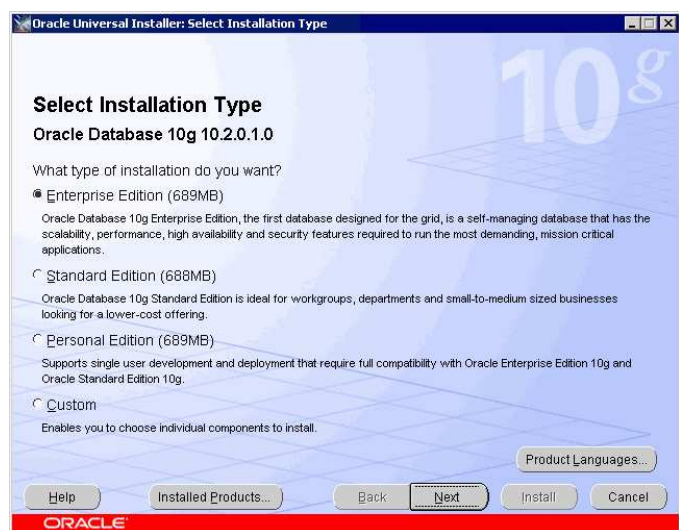 Oracle Universal Installer: Select Installation Type
10g
Select Installation Type
Oracle Database 10g 10.2.0.1.0
What type of installation do you want?
Enterprise Edition (689MB)
Oracle Database 10g Enterprise Edition, the first database designed for the grid, is a self-managing database that has the
scalability, performance, high availability and security features required to run the most demanding, mission critical
applications.
Standard Edition (688MB)
Oracle Database 10g Standard Edition is ideal for workgroups, departments and small-to-medium sized businesses
looking for a lower-cost offering.
Personal Edition (689MB)
Supports single user development and deployment that require full compatibility with Oracle Enterprise Edition 10g and
Oracle Standard Edition 10g.
Custom
Enables you to choose individual components to install.
Product Languages...
Help Installed Products... Back Next Install Cancel
ORACLE